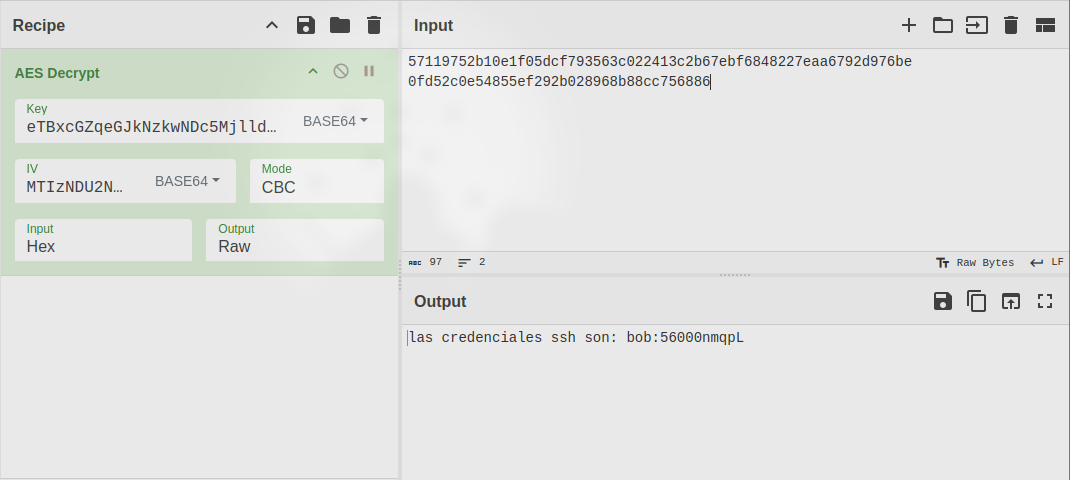 Recipe
AES Decrypt
Key
eTBxcGZqeGJkNzkwNDc5Mjlld…
BASE64
IV
MTIzNDU2N…
BASE64
Mode
CBC
Input
Hex
Output
Raw
Input
57119752b10e1f05dcf793563c022413c2b67ebf6848227eaa6792d976be
0fd52c0e54855ef292b028968b88cc756886
ABC 97 2
Raw Bytes LF
Output
las credenciales ssh son: bob:56000nmqpL